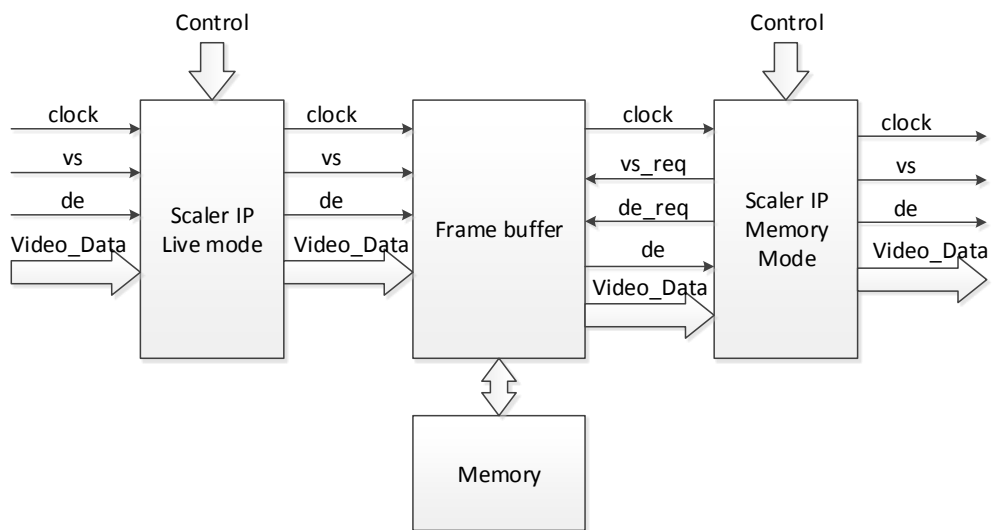 Control
Control
clock
vs
de
Video_Data
Scaler IP
Live mode
clock
vs
de
Video_Data
Frame buffer
clock
vs_req
de_req
de
Video_Data
Scaler IP
Memory
Mode
clock
vs
de
Video_Data
Memory